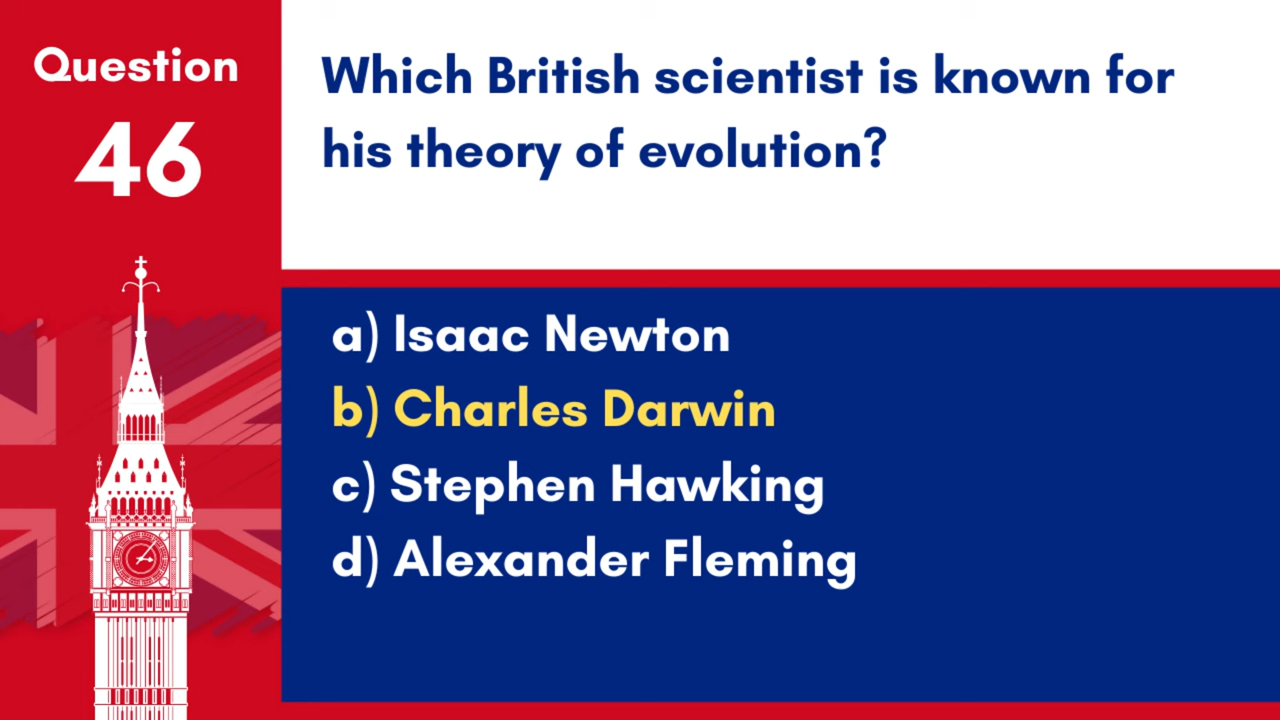 Question
46
Which British scientist is known for
his theory of evolution?
a) Isaac Newton
b) Charles Darwin
c) Stephen Hawking
d) Alexander Fleming